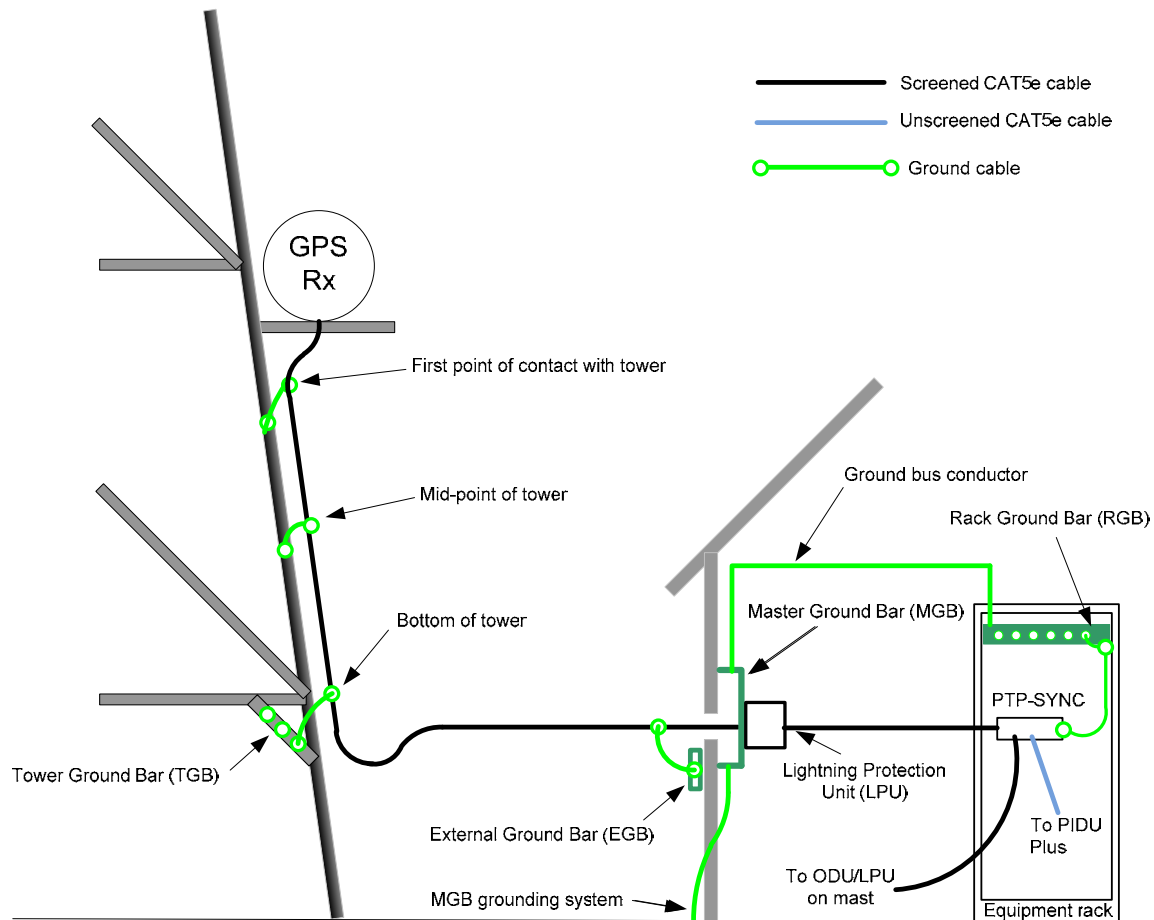 Screened CAT5e cable
Unscreened CAT5e cable
Ground cable
GPS
Rx
First point of contact with tower
Ground bus conductor
Mid-point of tower
Rack Ground Bar (RGB)
Bottom of tower
Master Ground Bar (MGB)
PTP-SYNC
Tower Ground Bar (TGB)
Lightning Protection
Unit (LPU)
External Ground Bar (EGB)
To PIDU
Plus
To ODU/LPU
on mast
MGB grounding system
Equipment rack